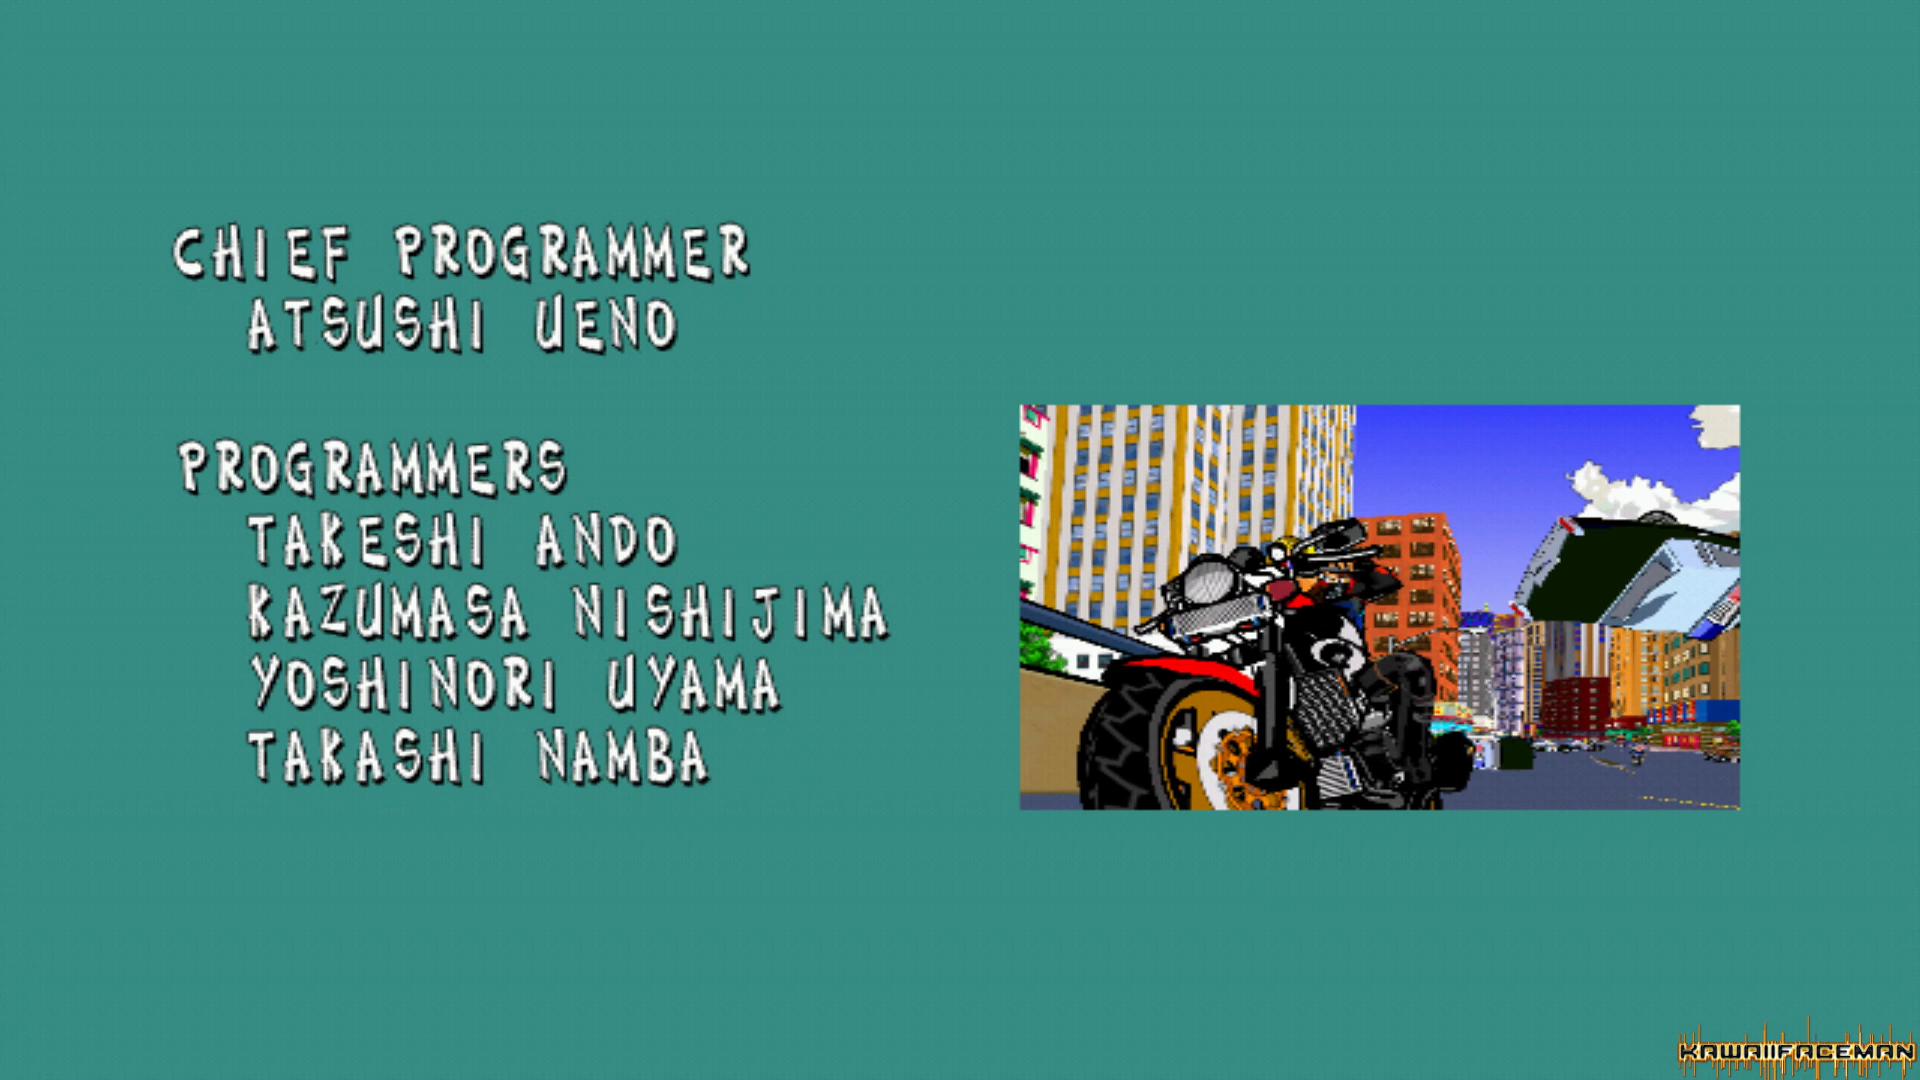 CHIEF PROGRAMMER
ATSUSHI UENO
PROGRAMMERS
TAKESHI ANDO
KAZUMASA NISHIJIMA
YOSHINORI UYAMA
TAKASHI NAMBA
KAWAIIFACEMAN